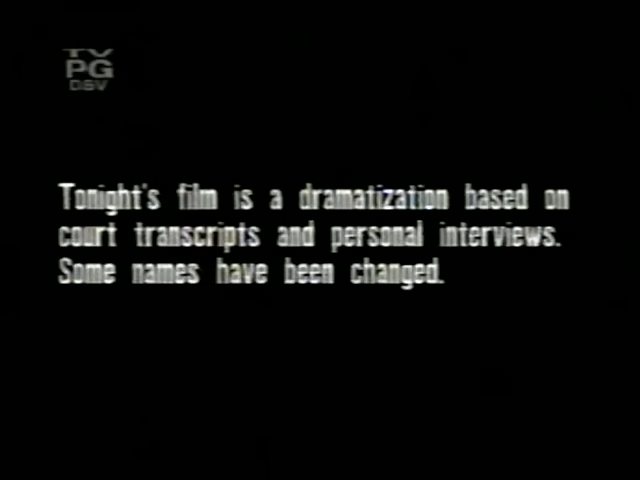 TV
PG
DSV
Tonight's film is a dramatization based on
court transcripts and personal interviews.
Some names have been changed.